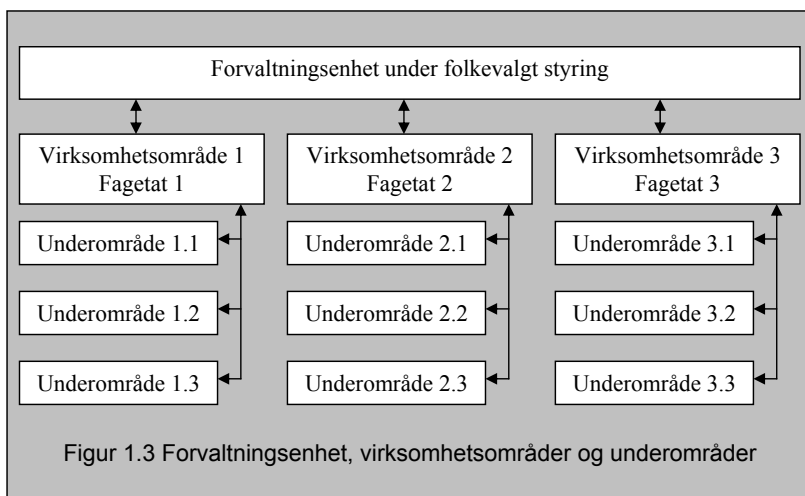 Forvaltningsenhet under folkevalgt styring
Virksomhetsområde 1
Fagetat 1
Virksomhetsområde 2
Fagetat 2
Virksomhetsområde 3
Fagetat 3
Underområde 1.1
Underområde 2.1
Underområde 3.1
Underområde 1.2
Underområde 2.2
Underområde 3.2
Underområde 1.3
Underområde 2.3
Underområde 3.3
Figur 1.3 Forvaltningsenhet, virksomhetsområder og underområder